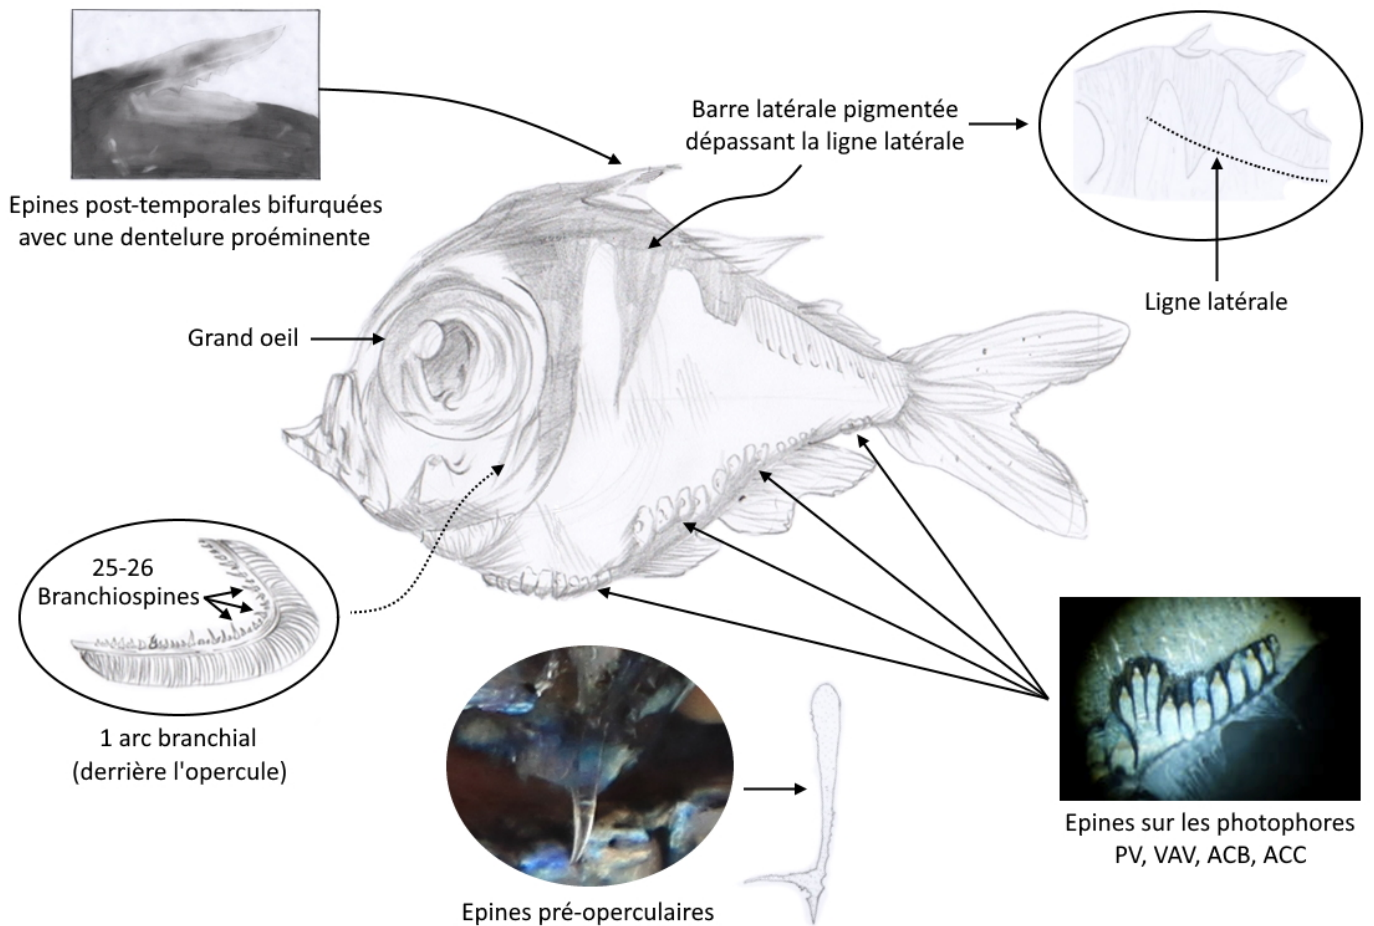 Epines post-temporales bifurquées
avec une dentelure proéminente
Barre latérale pigmentée
dépassant la ligne latérale
Ligne latérale
Grand oeil
25-26
Branchiospines
1 arc branchial
(derrière l'opercule)
Epines pré-operculaires
Epines sur les photophores
PV, VAV, ACB, ACC